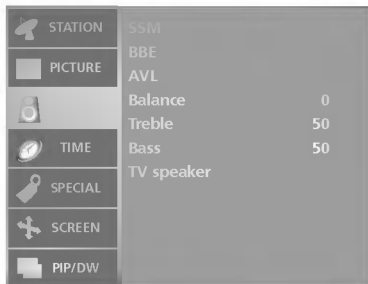 STATION
PICTURE
TIME
SPECIAL
SCREEN
PIP/DW
SSM
BBE
AVL
Balance 0
Treble 50
Bass 50
TV speaker